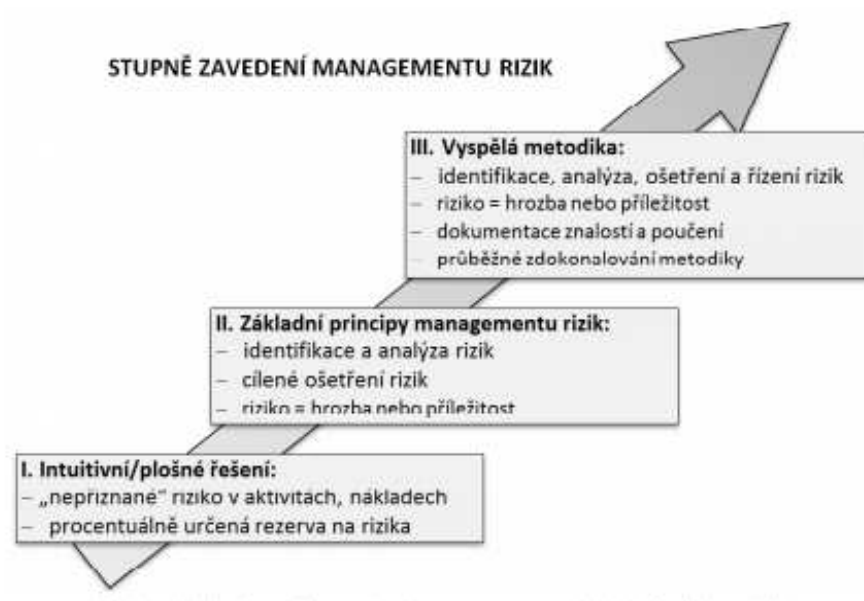 STUPNĚ ZAVEDENÍ MANAGEMENTU RIZIK
III. Vyspělá metodika:
– identifikace, analýza, ošetření a řízení rizik
– riziko = hrozba nebo příležitost
– dokumentace znalostí a poučení
– průběžné zdokonalování metodiky
II. Základní principy managementu rizik:
– identifikace a analýza rizik
– cílené ošetření rizik
– riziko = hrozba nebo příležitost
I. Intuitivní/plošné řešení:
– „nepřiznané“ riziko v aktivitách, nákladech
– procentuálně určená rezerva na rizika